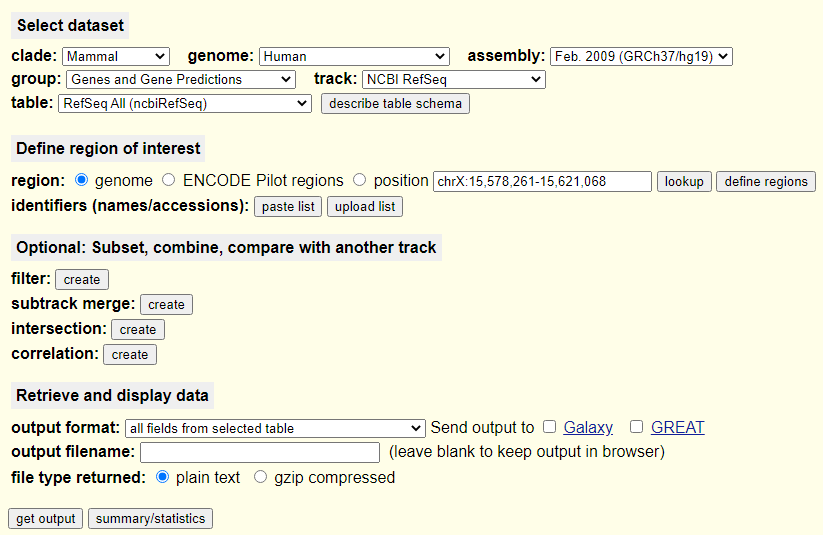 Select dataset
clade: Mammal genome: Human assembly: Feb. 2009 (GRCh37/hg19)
group: Genes and Gene Predictions track: NCBI RefSeq
table: RefSeq All (ncbiRefSeq) describe table schema
Define region of interest
region: genome ENCODE Pilot regions position chrX:15,578,261-15,621,068 lookup define regions
identifiers (names/accessions): paste list upload list
Optional: Subset, combine, compare with another track
filter: create
subtrack merge: create
intersection: create
correlation: create
Retrieve and display data
output format: all fields from selected table Send output to Galaxy GREAT
output filename: (leave blank to keep output in browser)
file type returned: plain text gzip compressed
get output summary/statistics